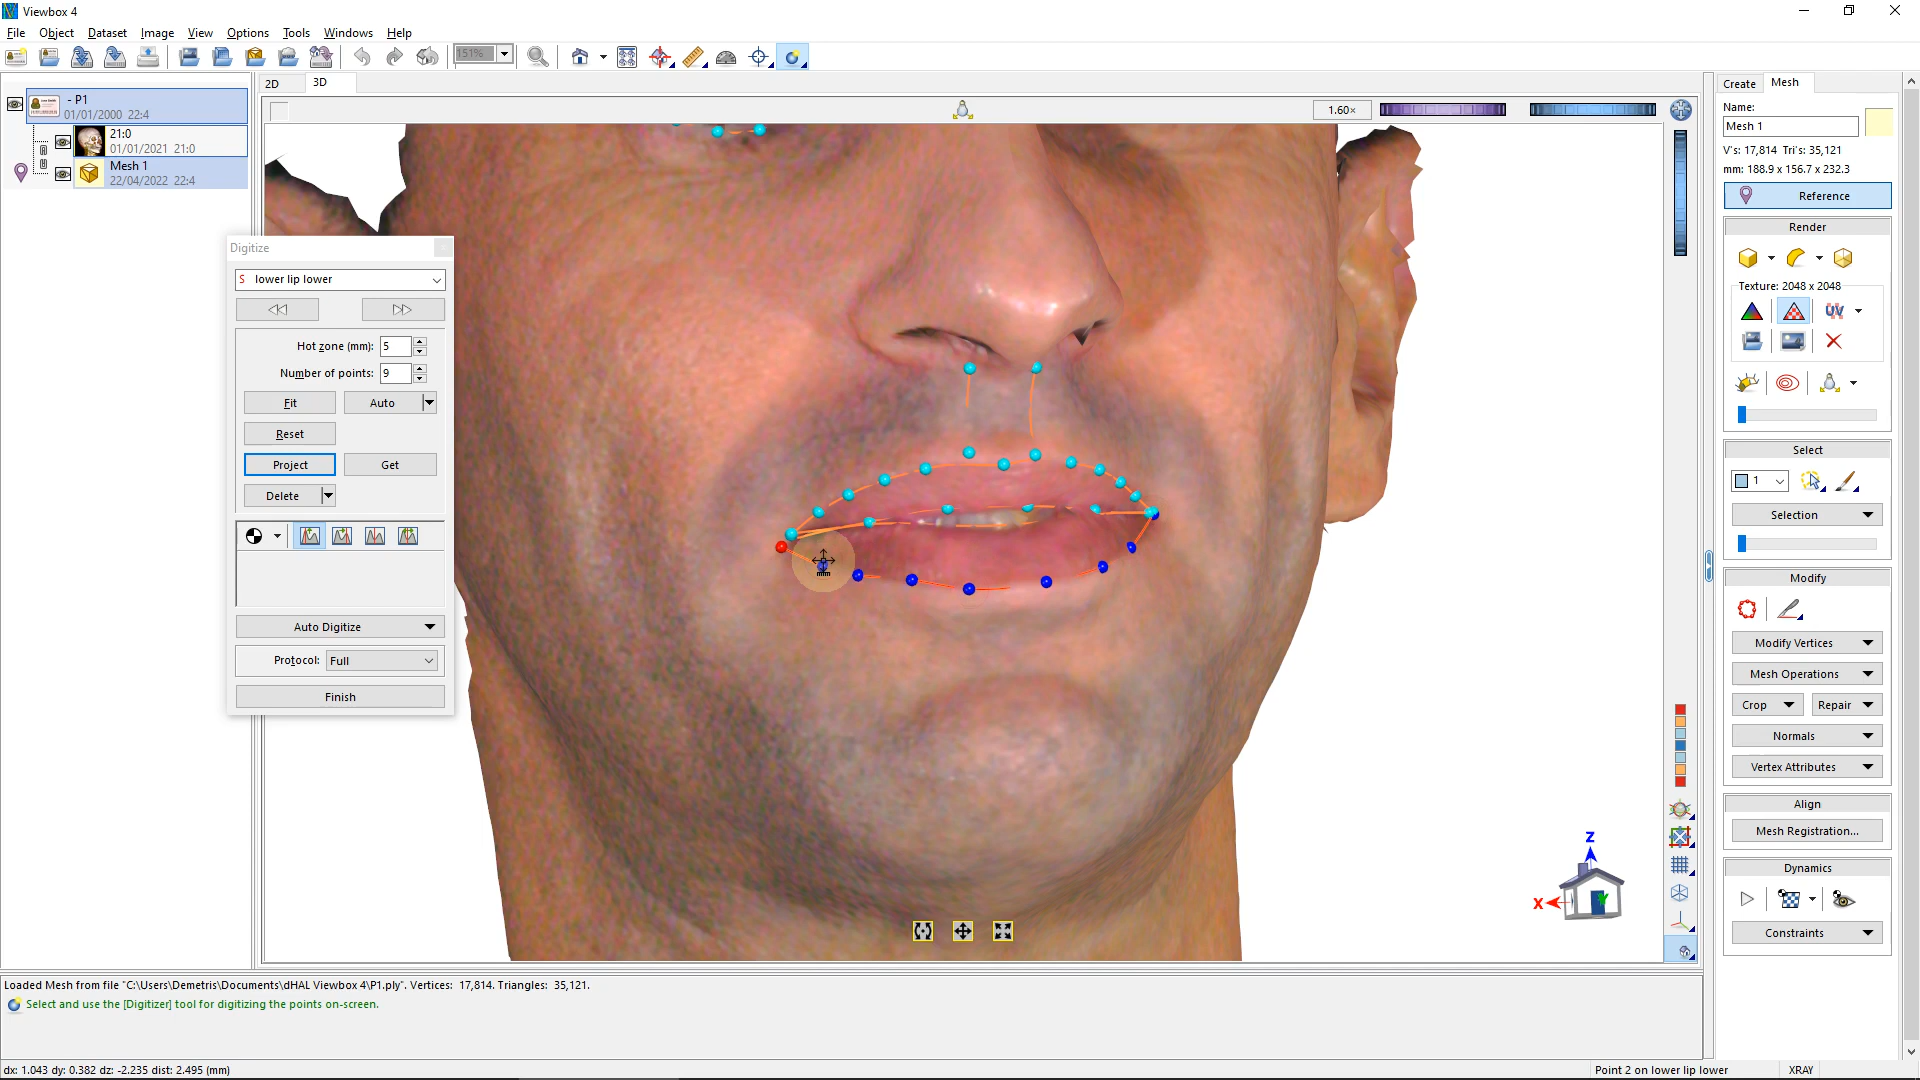 Viewbox 4
File Object Dataset Image View Options Tools Windows Help
151%
- P1
01/01/2000 22:4
21:0
01/01/2021 21:0
Mesh 1
22/04/2022 22:4
2D 3D
1.60×
Digitize
S lower lip lower
Hot zone (mm): 5
Number of points: 9
Fit Auto
Reset
Project Get
Delete
Auto Digitize
Protocol: Full
Finish
Z
X
Y
Create Mesh
Name:
Mesh 1
V's: 17,814 Tri's: 35,121
mm: 188.9 x 156.7 x 232.3
Reference
Render
Texture: 2048 x 2048
UV
Select
1
Selection
Modify
Modify Vertices
Mesh Operations
Crop Repair
Normals
Vertex Attributes
Align
Mesh Registration...
Dynamics
Constraints
Loaded Mesh from file "C:\Users\Demetris\Documents\dHAL Viewbox 4\P1.ply". Vertices: 17,814. Triangles: 35,121.
Select and use the [Digitizer] tool for digitizing the points on-screen.
dx: 1.043 dy: 0.382 dz: -2.235 dist: 2.495 (mm) Point 2 on lower lip lower XRAY